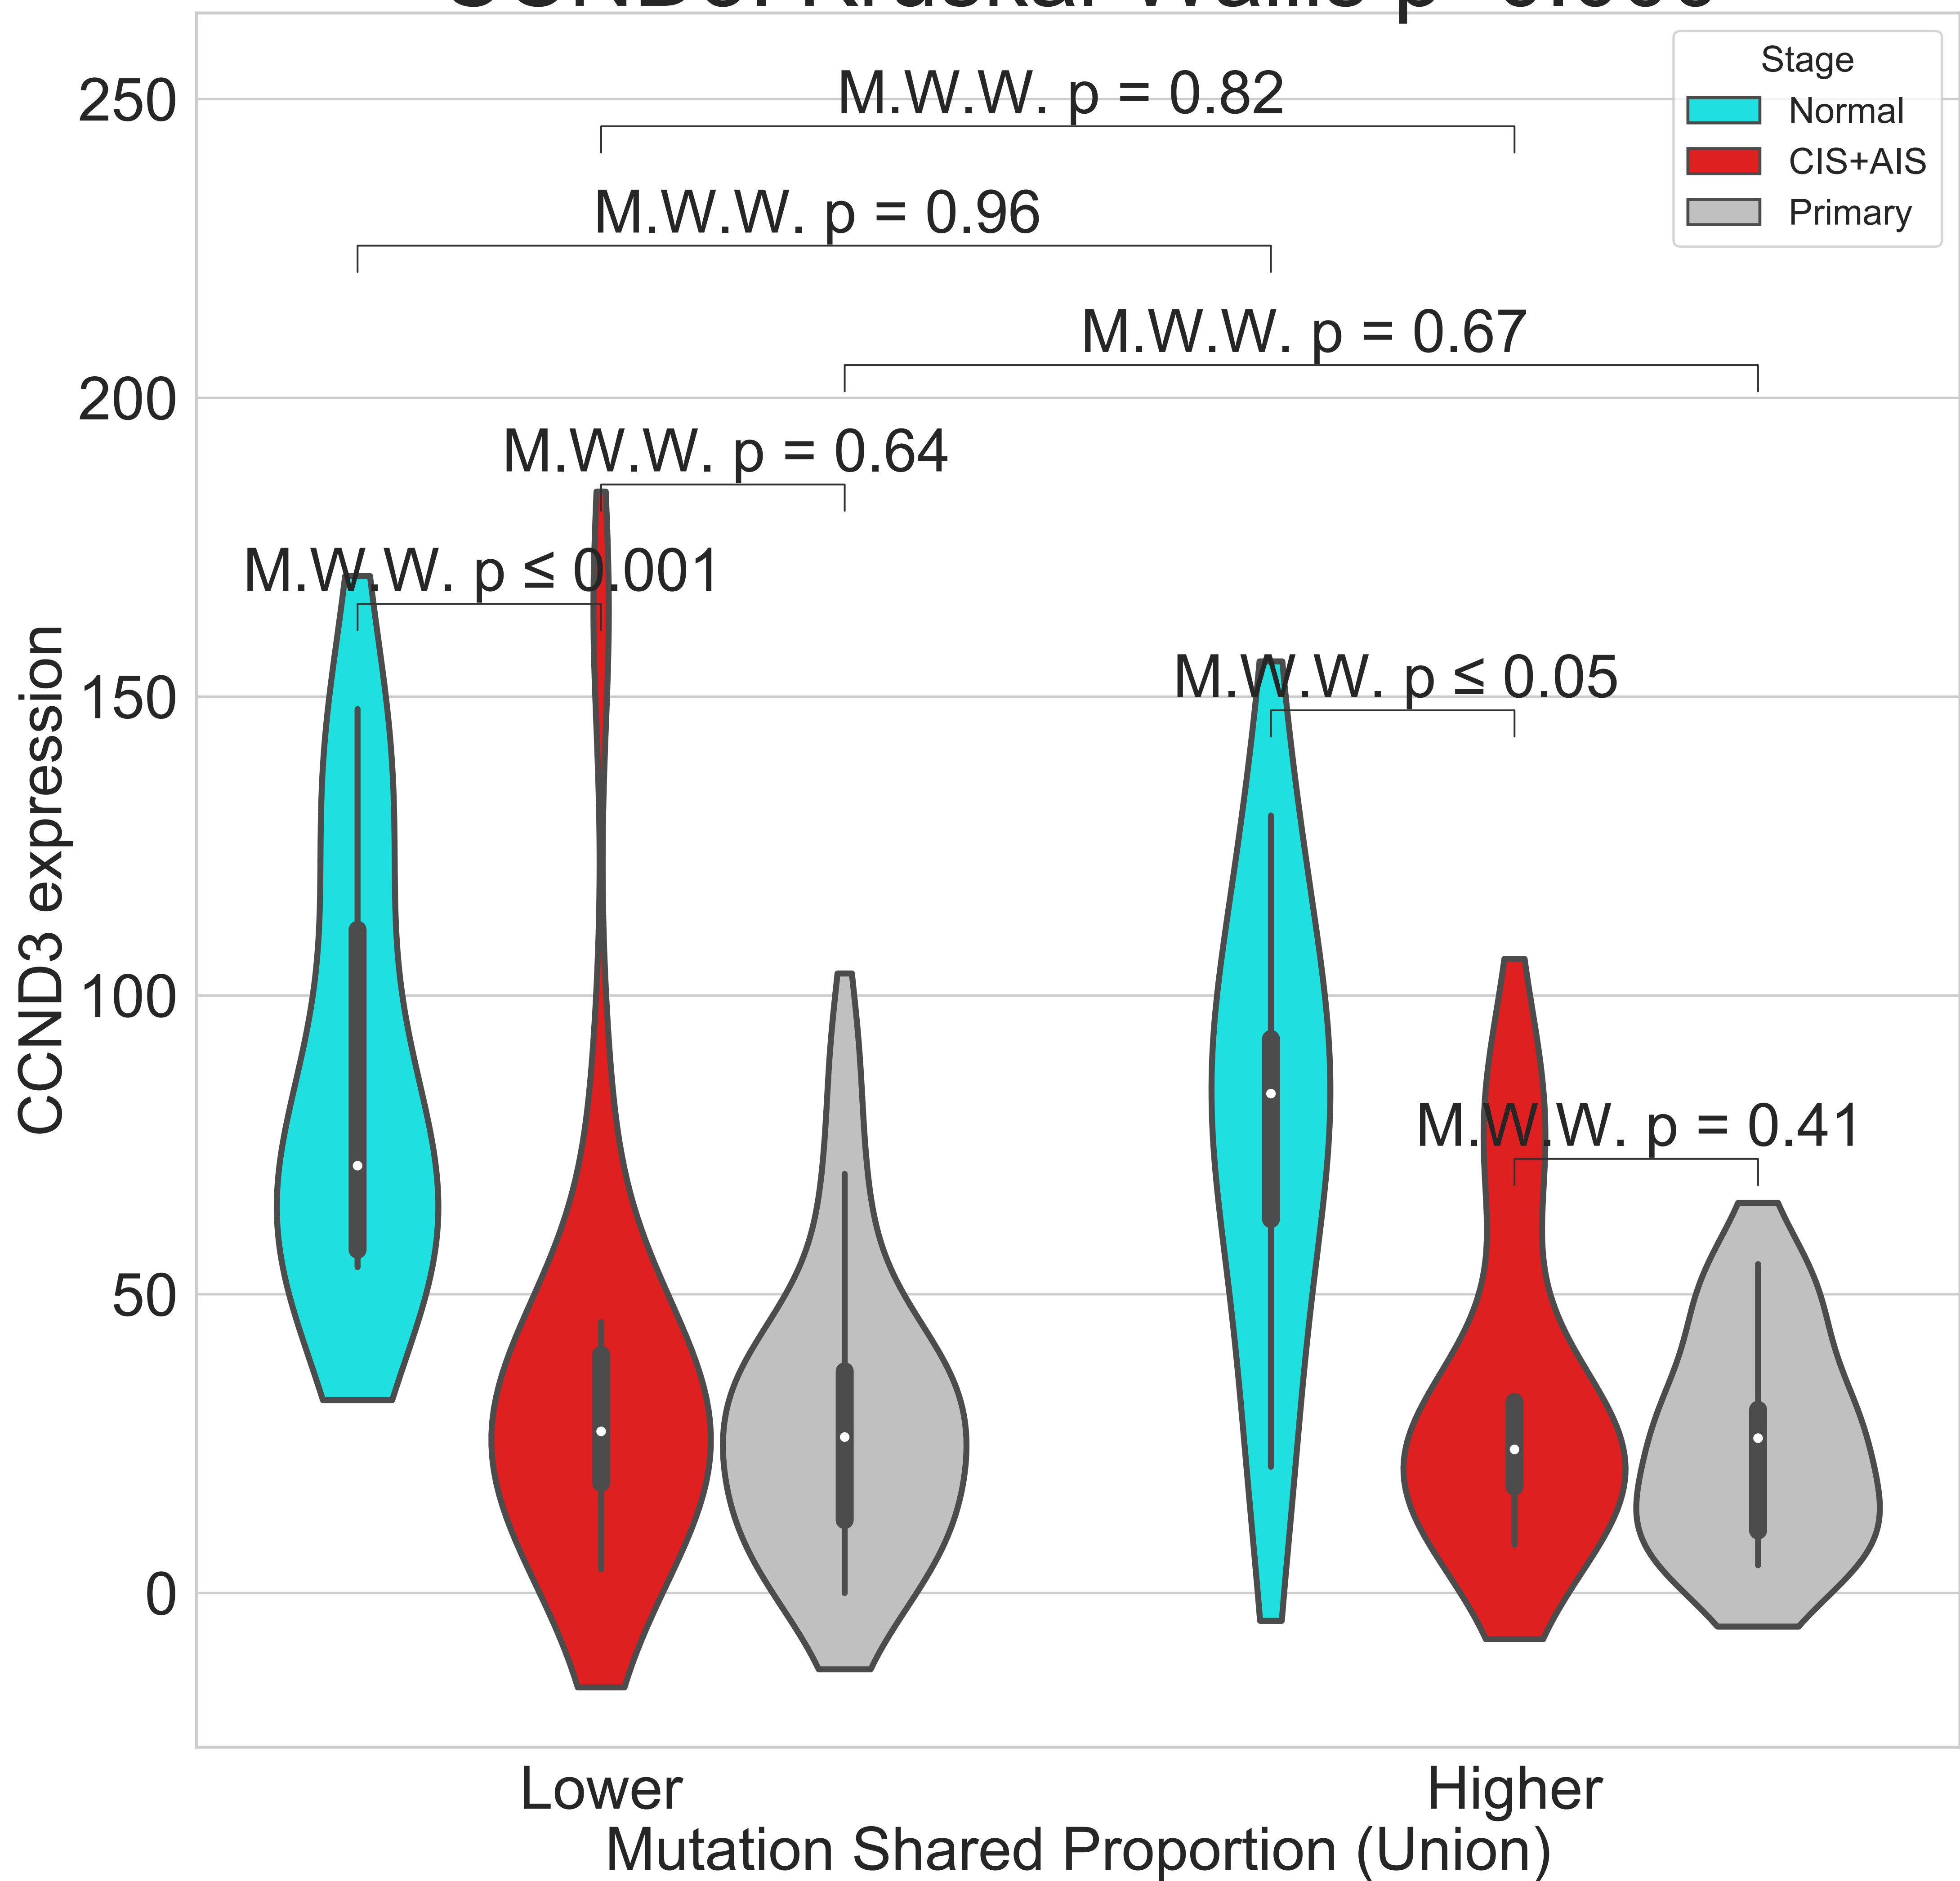 250
200
150
100
50
0
CCND3 expression
M.W.W. p = 0.82
M.W.W. p = 0.96
M.W.W. p = 0.67
M.W.W. p = 0.64
M.W.W. p ≤ 0.001
M.W.W. p ≤ 0.05
M.W.W. p = 0.41
Stage
Normal
CIS+AIS
Primary
Lower
Higher
Mutation Shared Proportion (Union)